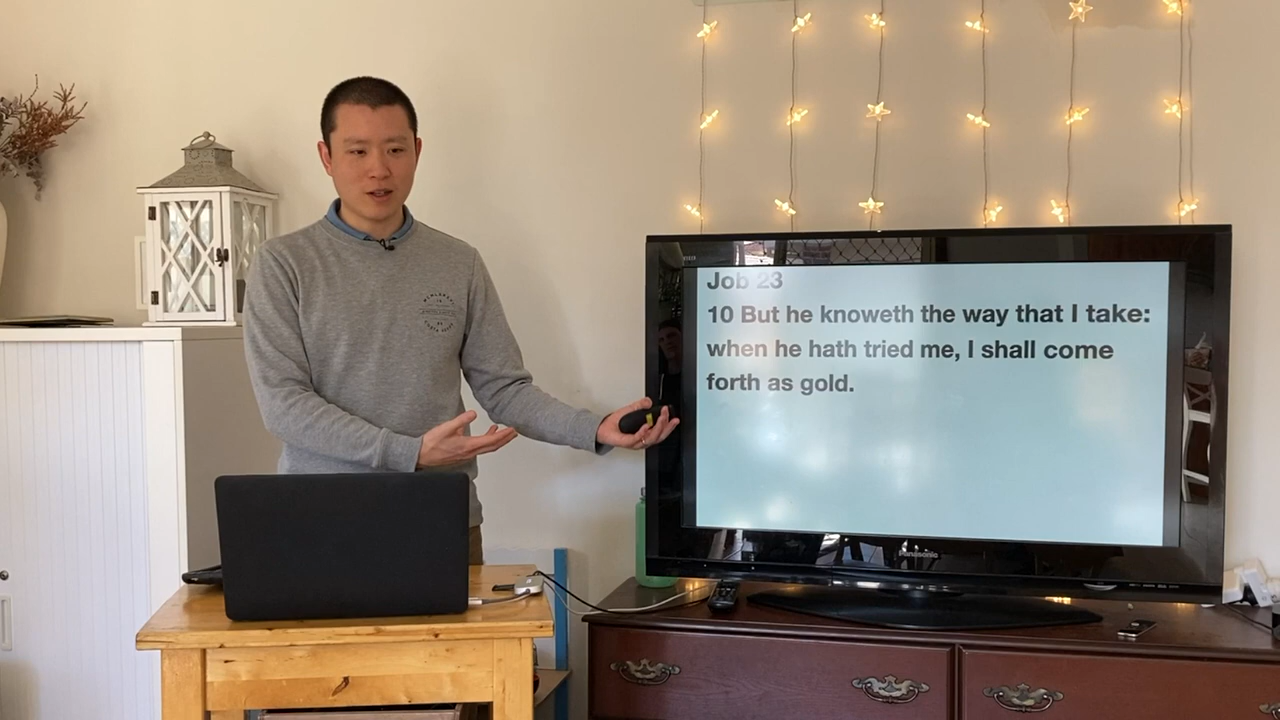 Job 23
10 But he knoweth the way that I take:
when he hath tried me, I shall come
forth as gold.
Panasonic